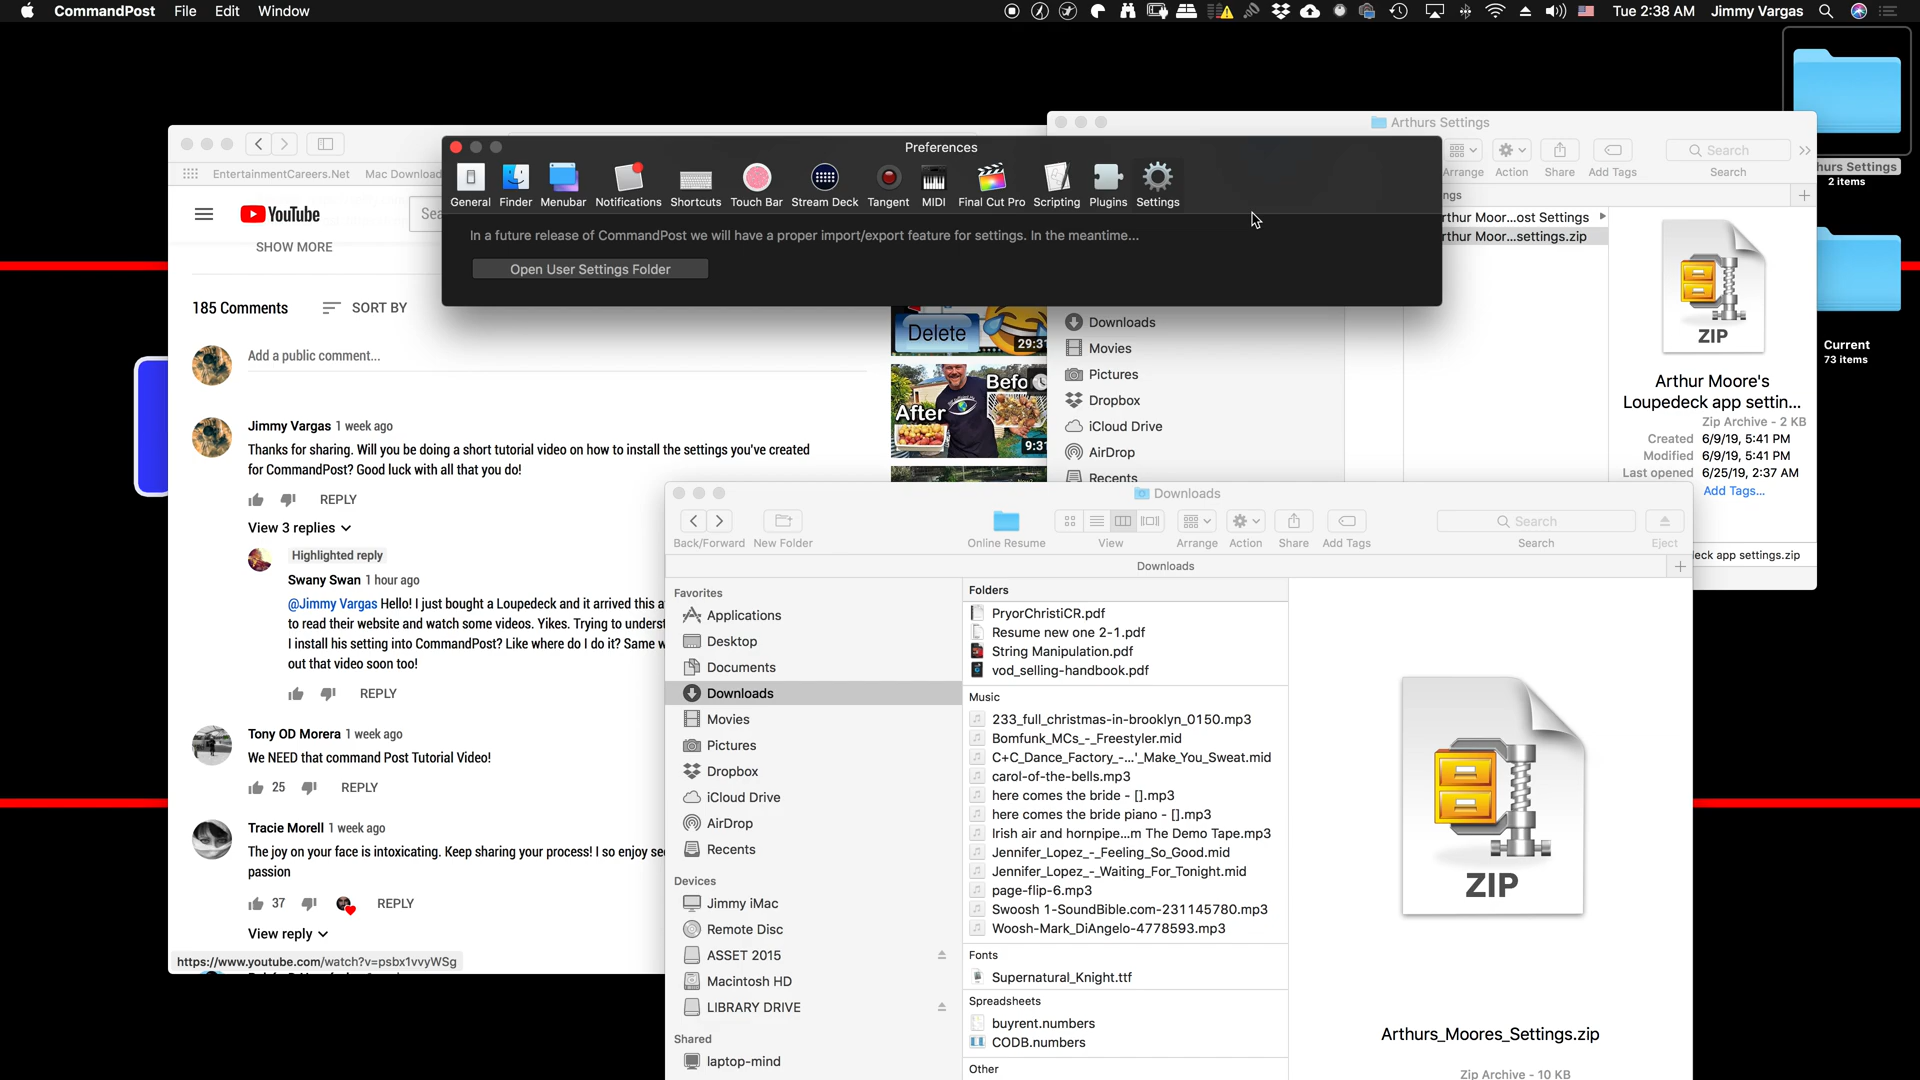 CommandPost File Edit Window
Tue 2:38 AM Jimmy Vargas
Arthurs Settings
Preferences
Arrange Action Share Add Tags Search
Search
hurs Settings
2 items
EntertainmentCareers.Net Mac Download
General Finder Menubar Notifications Shortcuts Touch Bar Stream Deck Tangent MIDI Final Cut Pro Scripting Plugins Settings
ngs
YouTube
Sea
SHOW MORE
In a future release of CommandPost we will have a proper import/export feature for settings. In the meantime...
Open User Settings Folder
rthur Moor...ost Settings
rthur Moor...settings.zip
ZIP
Current
73 items
185 Comments SORT BY
Add a public comment...
Delete
29:31
Before
After
9:31
Downloads
Movies
Pictures
Dropbox
iCloud Drive
AirDrop
Recents
Arthur Moore's
Loupedeck app settin...
Zip Archive - 2 KB
Created 6/9/19, 5:41 PM
Modified 6/9/19, 5:41 PM
Last opened 6/25/19, 2:37 AM
Add Tags...
eck app settings.zip
Jimmy Vargas 1 week ago
Thanks for sharing. Will you be doing a short tutorial video on how to install the settings you've created
for CommandPost? Good luck with all that you do!
REPLY
View 3 replies
Highlighted reply
Swany Swan 1 hour ago
@Jimmy Vargas Hello! I just bought a Loupedeck and it arrived this a
to read their website and watch some videos. Yikes. Trying to underst
I install his setting into CommandPost? Like where do I do it? Same w
out that video soon too!
REPLY
Tony OD Morera 1 week ago
We NEED that command Post Tutorial Video!
25 REPLY
Tracie Morell 1 week ago
The joy on your face is intoxicating. Keep sharing your process! I so enjoy se
passion
37 REPLY
View reply
https://www.youtube.com/watch?v=psbx1vvyWSg
Downloads
Back/Forward New Folder Online Resume View Arrange Action Share Add Tags Search Eject
Search
Downloads
Favorites
Applications
Desktop
Documents
Downloads
Movies
Pictures
Dropbox
iCloud Drive
AirDrop
Recents
Devices
Jimmy iMac
Remote Disc
ASSET 2015
Macintosh HD
LIBRARY DRIVE
Shared
laptop-mind
Folders
PryorChristiCR.pdf
Resume new one 2-1.pdf
String Manipulation.pdf
vod_selling-handbook.pdf
Music
233_full_christmas-in-brooklyn_0150.mp3
Bomfunk_MCs_-_Freestyler.mid
C+C_Dance_Factory_-...'_Make_You_Sweat.mid
carol-of-the-bells.mp3
here comes the bride - [].mp3
here comes the bride piano - [].mp3
Irish air and hornpipe...m The Demo Tape.mp3
Jennifer_Lopez_-_Feeling_So_Good.mid
Jennifer_Lopez_-_Waiting_For_Tonight.mid
page-flip-6.mp3
Swoosh 1-SoundBible.com-231145780.mp3
Woosh-Mark_DiAngelo-4778593.mp3
Fonts
Supernatural_Knight.ttf
Spreadsheets
buyrent.numbers
CODB.numbers
Other
ZIP
Arthurs_Moores_Settings.zip
Zip Archive - 10 KB